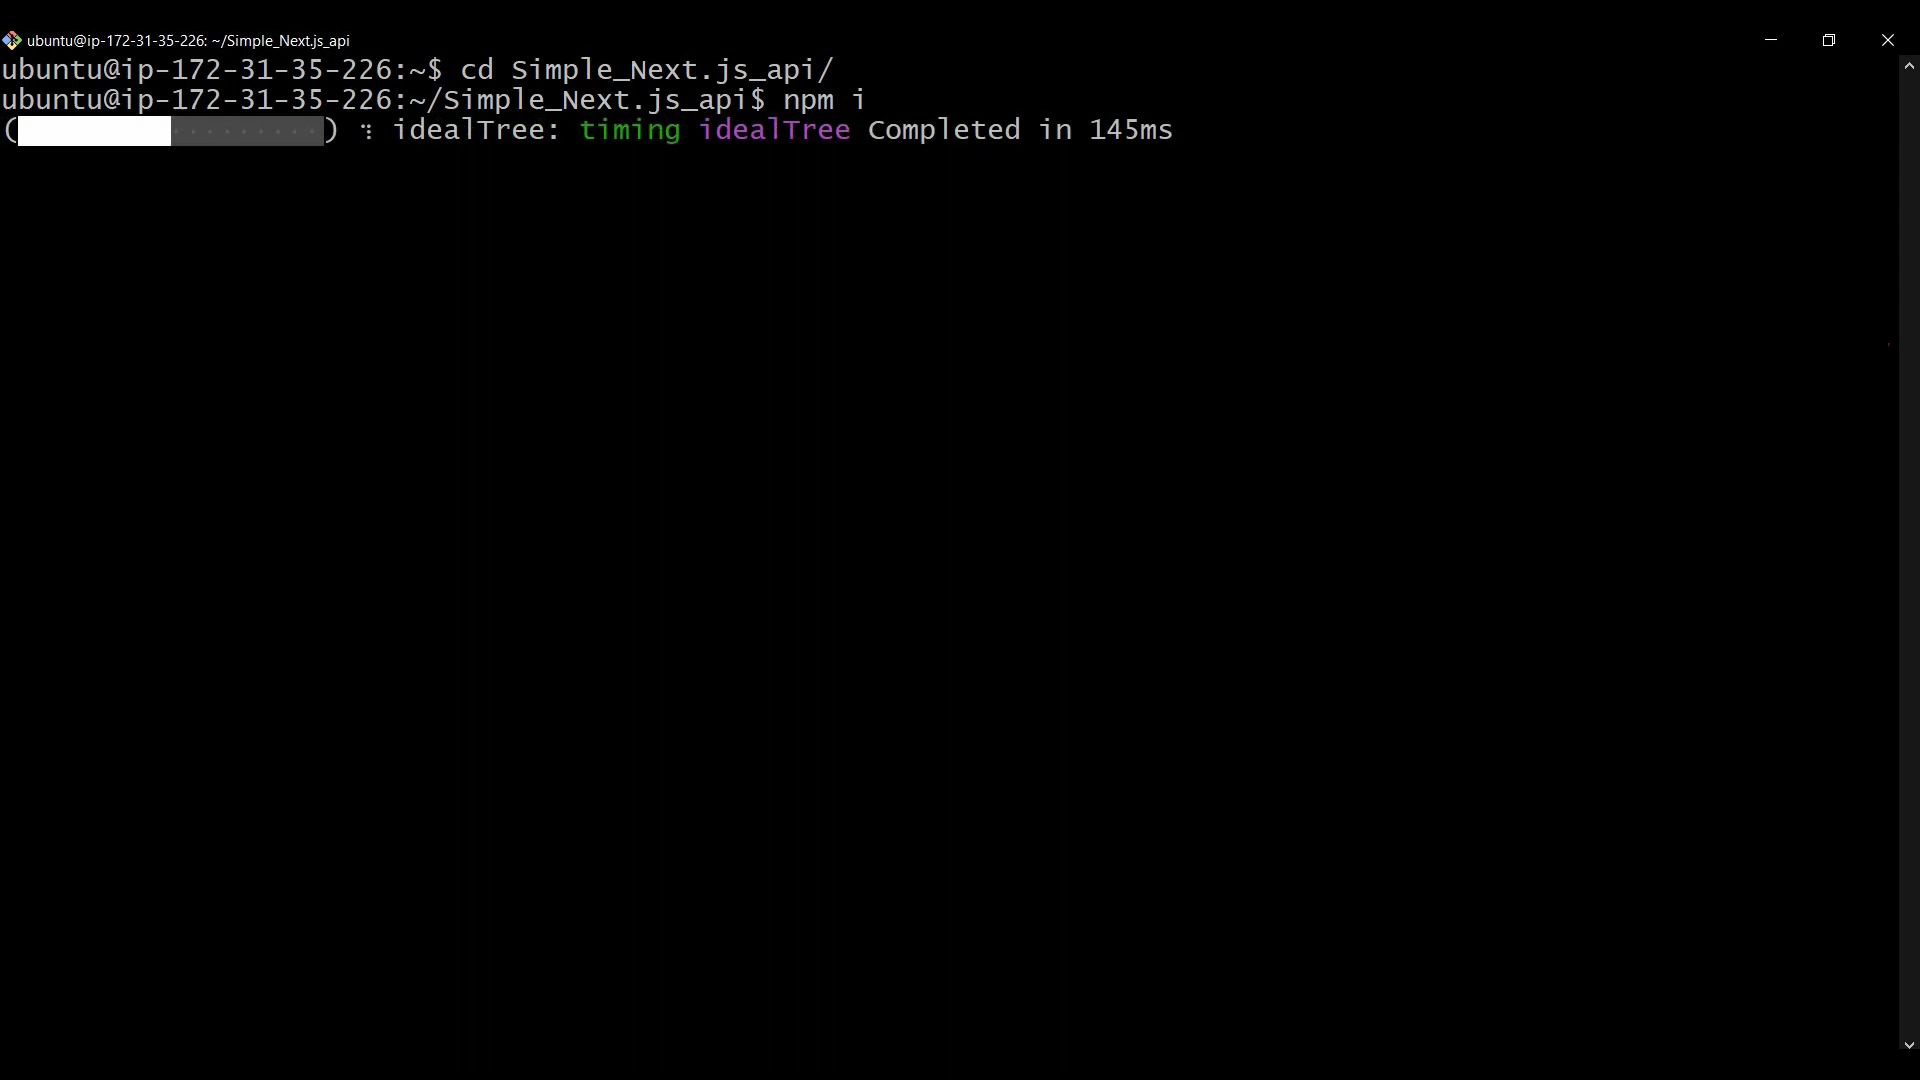 ubuntu@ip-172-31-35-226: ~/Simple_Next.js_api
ubuntu@ip-172-31-35-226:~$ cd Simple_Next.js_api/
ubuntu@ip-172-31-35-226:~/Simple_Next.js_api$ npm i
(.........) ⠹ idealTree: timing idealTree Completed in 145ms